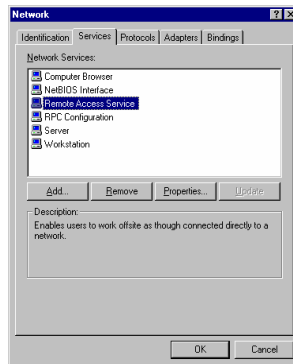 Network
Identification Services Protocols Adapters Bindings
Network Services:
Computer Browser
NetBIOS Interface
Remote Access Service
RPC Configuration
Server
Workstation
Add... Remove Properties... Update
Description:
Enables users to work offsite as though connected directly to a
network.
OK Cancel